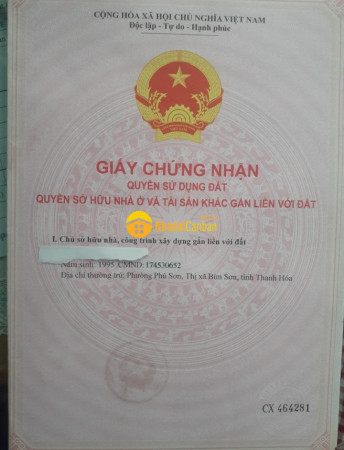 CỘNG HÒA XÃ HỘI CHỦ NGHĨA VIỆT NAM
Độc lập - Tự do - Hạnh phúc
GIẤY CHỨNG NHẬN
QUYỀN SỬ DỤNG ĐẤT
QUYỀN SỞ HỮU NHÀ Ở VÀ TÀI SẢN KHÁC GẮN LIỀN VỚI ĐẤT
I. Chủ sở hữu nhà, công trình xây dựng gắn liền với đất
Năm sinh: 1995 CMND: 174530652
Địa chỉ thường trú: Phường Phú Sơn, Thị xã Bỉm Sơn, tỉnh Thanh Hóa
CX 464281